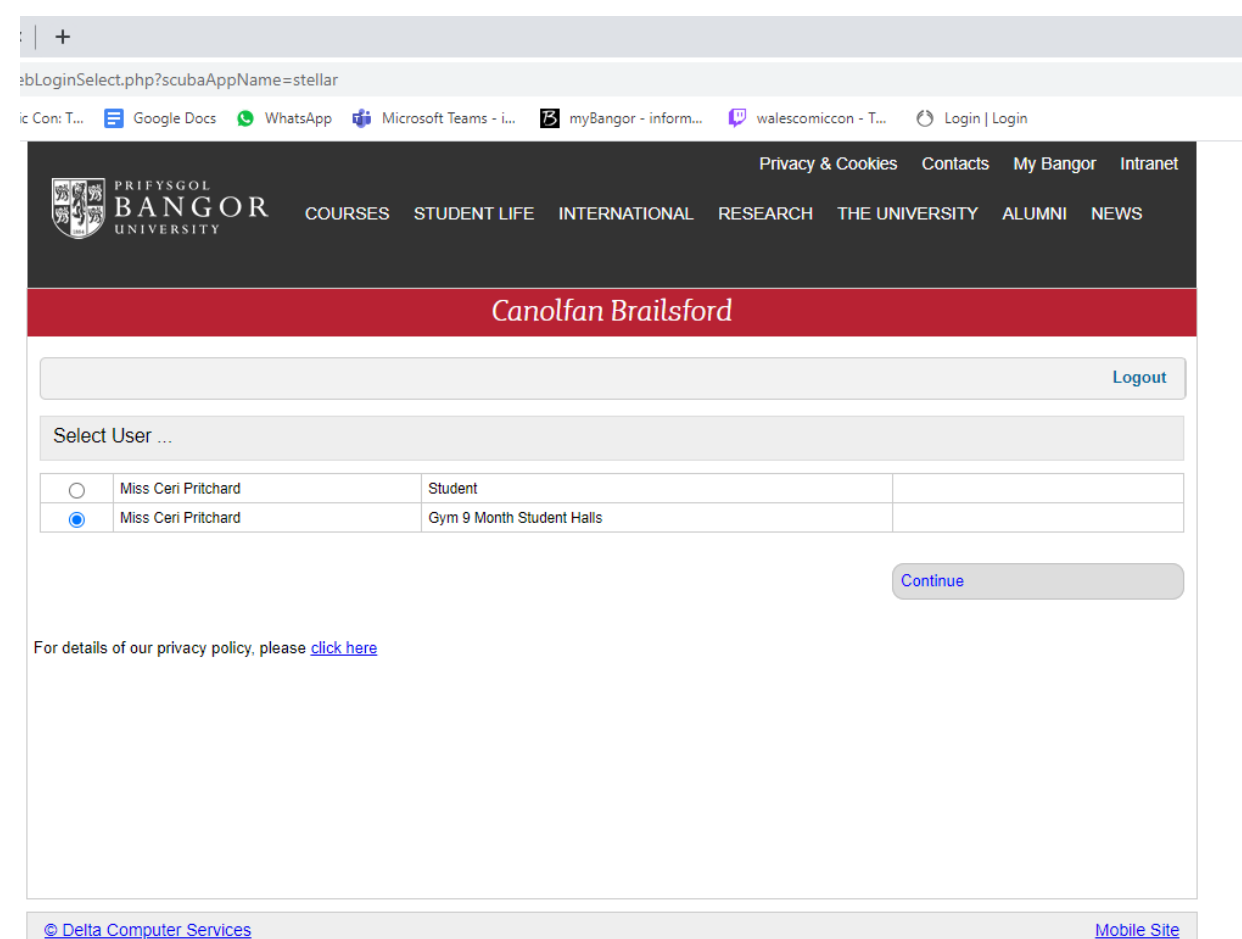 +
ebLoginSelect.php?scubaAppName=stellar
ic Con: T... Google Docs WhatsApp Microsoft Teams - i... myBangor - inform... walescomiccon - T... Login | Login
Privacy & Cookies Contacts My Bangor Intranet
PRIFYSGOL
BANGOR
UNIVERSITY
COURSES STUDENT LIFE INTERNATIONAL RESEARCH THE UNIVERSITY ALUMNI NEWS
Canolfan Brailsford
Logout
Select User ...
Miss Ceri Pritchard Student
Miss Ceri Pritchard Gym 9 Month Student Halls
Continue
For details of our privacy policy, please click here
© Delta Computer Services Mobile Site